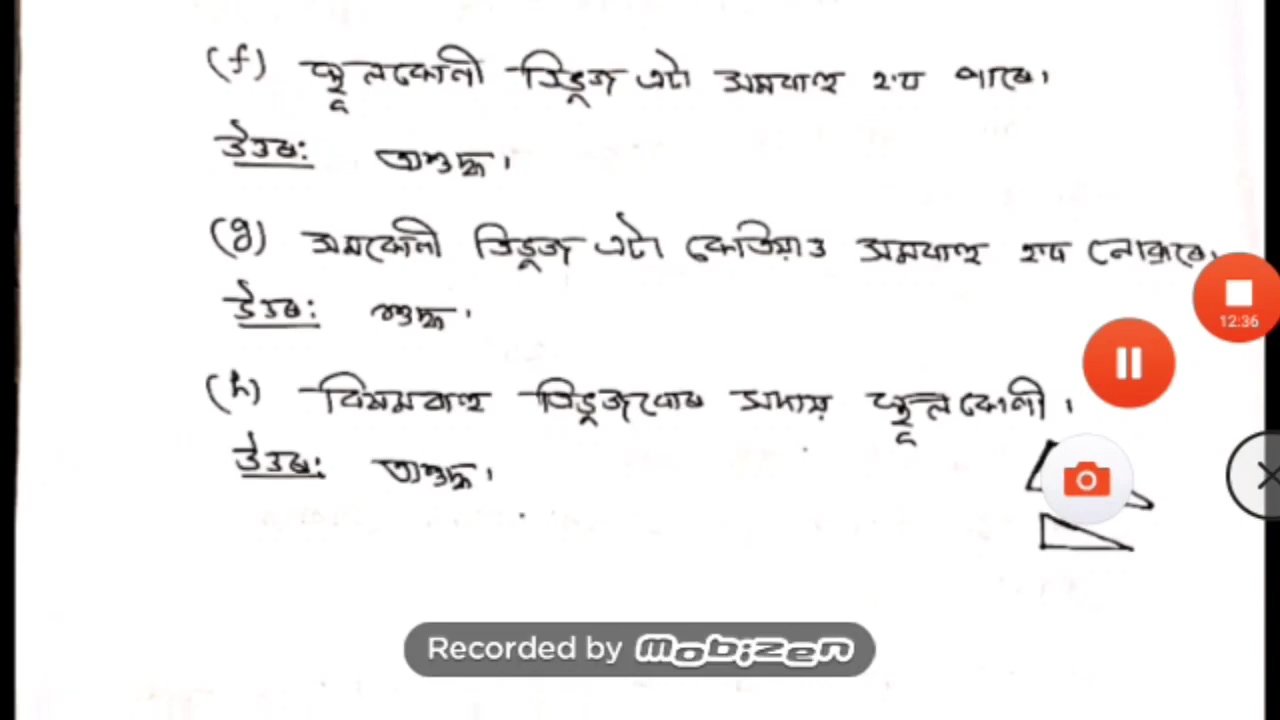 (f) স্থূলকোণী ত্ৰিভূজ এটা সমবাহু হ'ব পাৰে।
উত্তৰ: অশুদ্ধ।
(g) সমকোণী ত্ৰিভূজ এটা কেতিয়াও সমবাহু হ'ব নোৱাৰে।
12:36
উত্তৰ: শুদ্ধ।
(h) বিষমবাহু ত্ৰিভূজবোৰ সদায় স্থূলকোণী।
উত্তৰ: অশুদ্ধ।
Recorded by mobizen